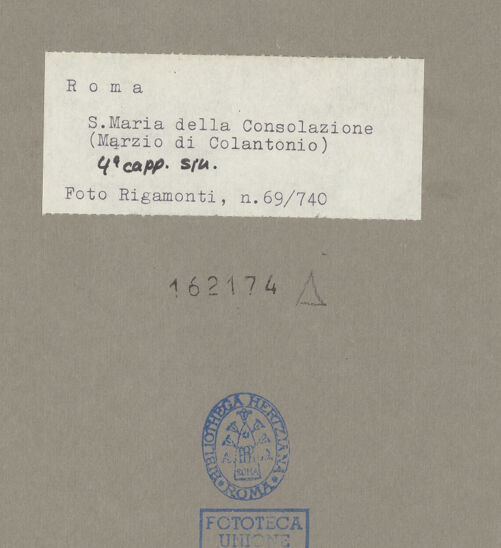 Roma
S.Maria della Consolazione
(Marzio di Colantonio)
4ª capp. sin.
Foto Rigamonti, n.69/740
162174
BIBLIOTHECA HERTZIANA
ROMA
ROMA
FOTOTECA
UNIONE